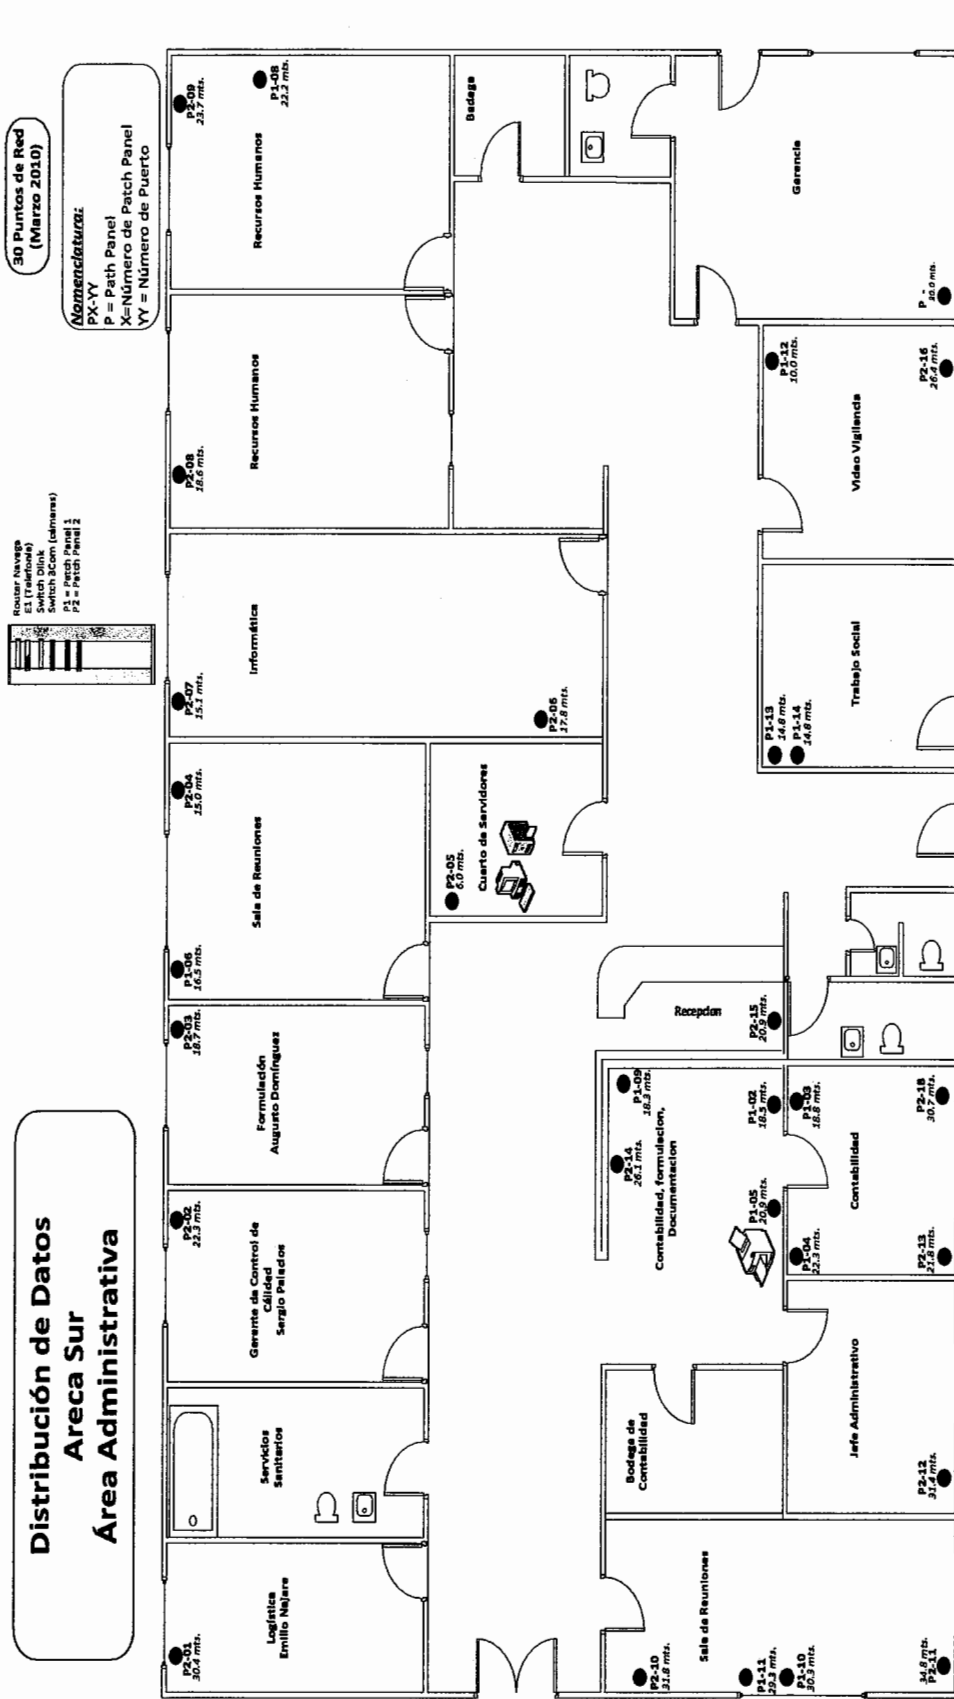 Distribución de Datos
Areca Sur
Área Administrativa
30 Puntos de Red
(Marzo 2010)
Nomenclatura:
PX-YY
P = Path Panel
X=Número de Patch Panel
YY = Número de Puerto
Router Navega
E1 (Telefonía)
Switch Dlink
Switch 3Com (cámaras)
P1 = Patch Panel 1
P2 = Patch Panel 2
P2-01
30.4 mts.
Logística
Emilio Najare
Servicios
Sanitarios
P2-02
22.3 mts.
Gerente de Control de
Cálidad
Sergio Palacios
P2-03
18.7 mts.
Formulación
Augusto Domínguez
P1-06
16.5 mts.
Sala de Reuniones
P2-04
15.0 mts.
P2-07
15.1 mts.
Informática
P2-06
17.8 mts.
P2-08
18.6 mts.
Recursos Humanos
P2-09
23.7 mts.
P1-08
22.2 mts.
Recursos Humanos
P2-05
6.0 mts.
Cuarto de Servidores
Bodega
Gerencia
P -
30.0 mts.
P2-10
31.8 mts.
Sala de Reuniones
P1-11
29.3 mts.
P1-10
30.3 mts.
34.8 mts.
P2-11
Bodega de
Contabilidad
P2-14
26.1 mts.
P1-09
18.3 mts.
Contabilidad, formulacion,
Documentacion
P1-05
20.9 mts.
P1-02
18.5 mts.
Recepcion
P2-15
20.9 mts.
Jefe Administrativo
P2-12
31.4 mts.
P1-04
22.3 mts.
P1-03
18.8 mts.
Contabilidad
P2-13
21.8 mts.
P2-18
30.7 mts.
P1-13
14.8 mts.
P1-14
14.8 mts.
Trabajo Social
P1-12
10.0 mts.
Video Vigilancia
P2-16
26.4 mts.